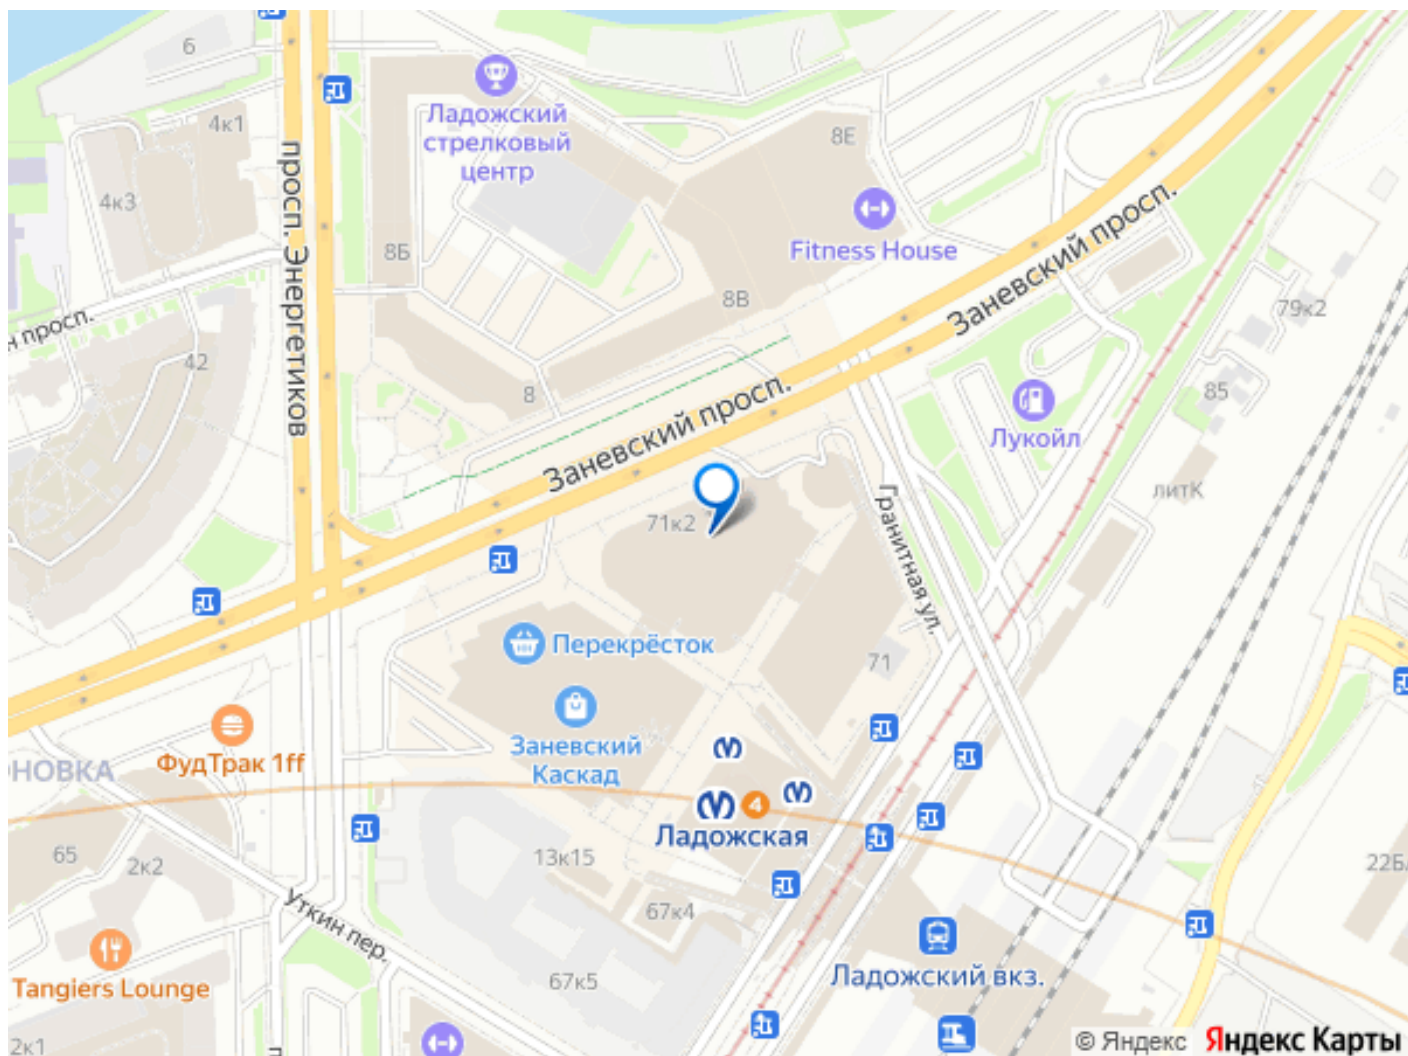 6
4к1
Ладожский
стрелковый
центр
8Е
4к3
Fitness House
8Б
8В
просп. Энергетиков
н просп.
42
8
Заневский просп.
Заневский просп.
79к2
85
Лукойл
литК
71к2
Гранитная ул.
Перекрёсток
71
Заневский
Каскад
ФудТрак 1ff
ОНОВКА
4
Ладожская
65
2к2
13к15
67к4
22Б
Уткин пер.
67к5
Ладожский вкз.
Tangiers Lounge
2к1
© Яндекс Яндекс Карты